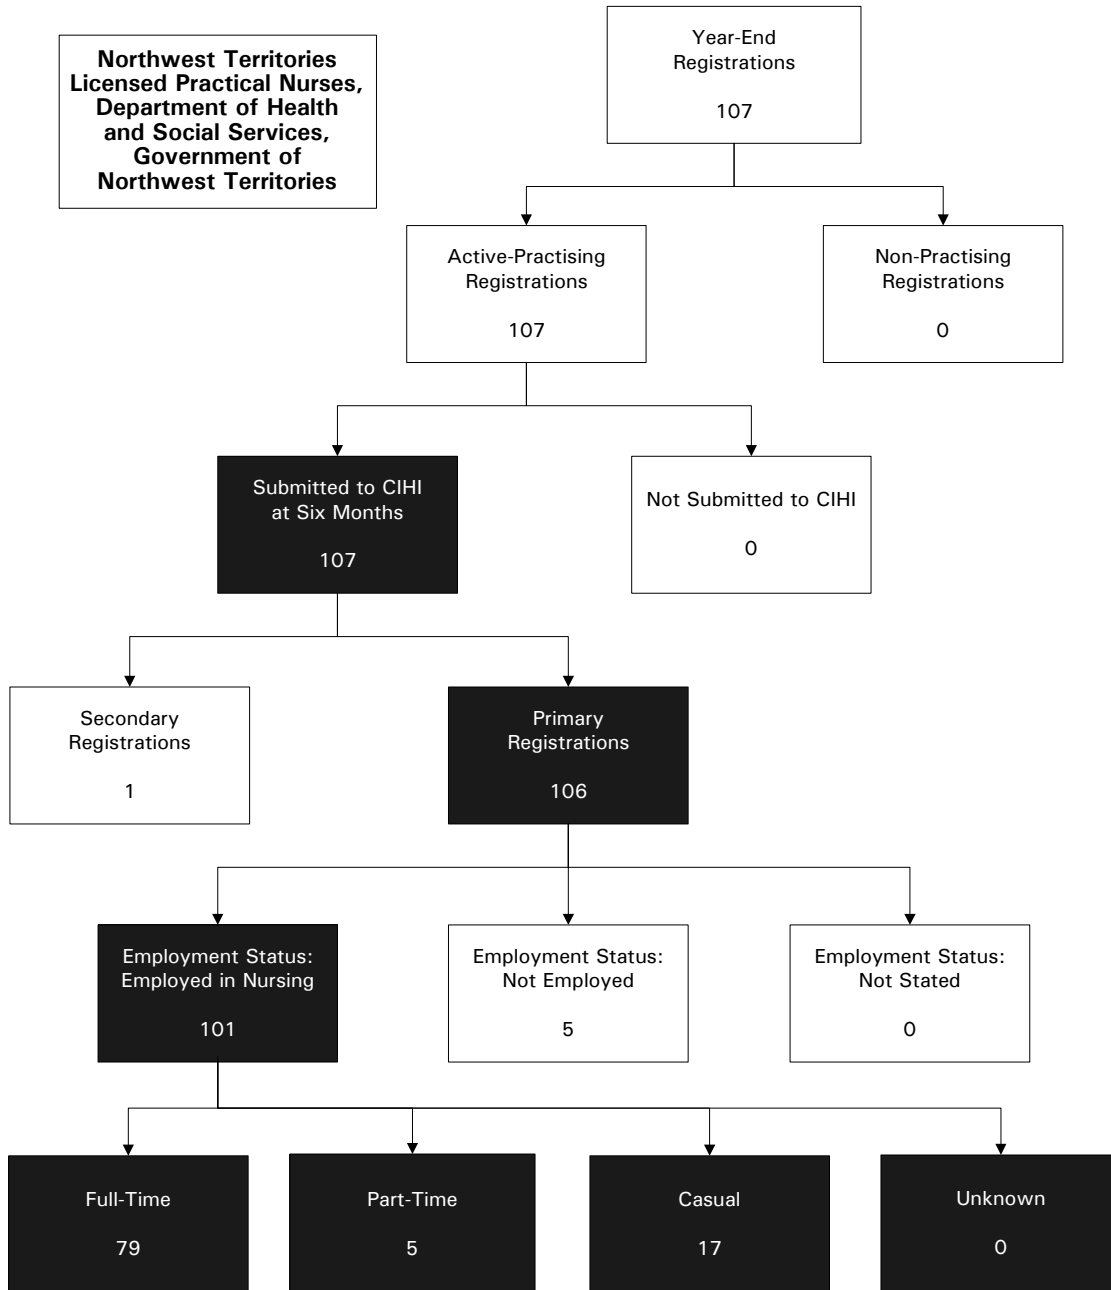 Northwest Territories
Licensed Practical Nurses,
Department of Health
and Social Services,
Government of
Northwest Territories
Year-End
Registrations
107
Active-Practising
Registrations
107
Non-Practising
Registrations
0
Submitted to CIHI
at Six Months
107
Not Submitted to CIHI
0
Secondary
Registrations
1
Primary
Registrations
106
Employment Status:
Employed in Nursing
101
Employment Status:
Not Employed
5
Employment Status:
Not Stated
0
Full-Time
79
Part-Time
5
Casual
17
Unknown
0